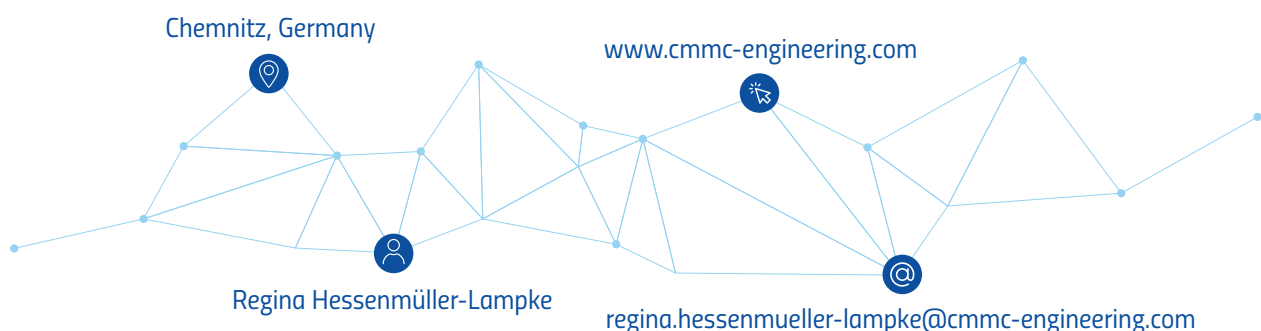 Chemnitz, Germany
www.cmmc-engineering.com
Regina Hessenmüller-Lampke
regina.hessenmueller-lampke@cmmc-engineering.com